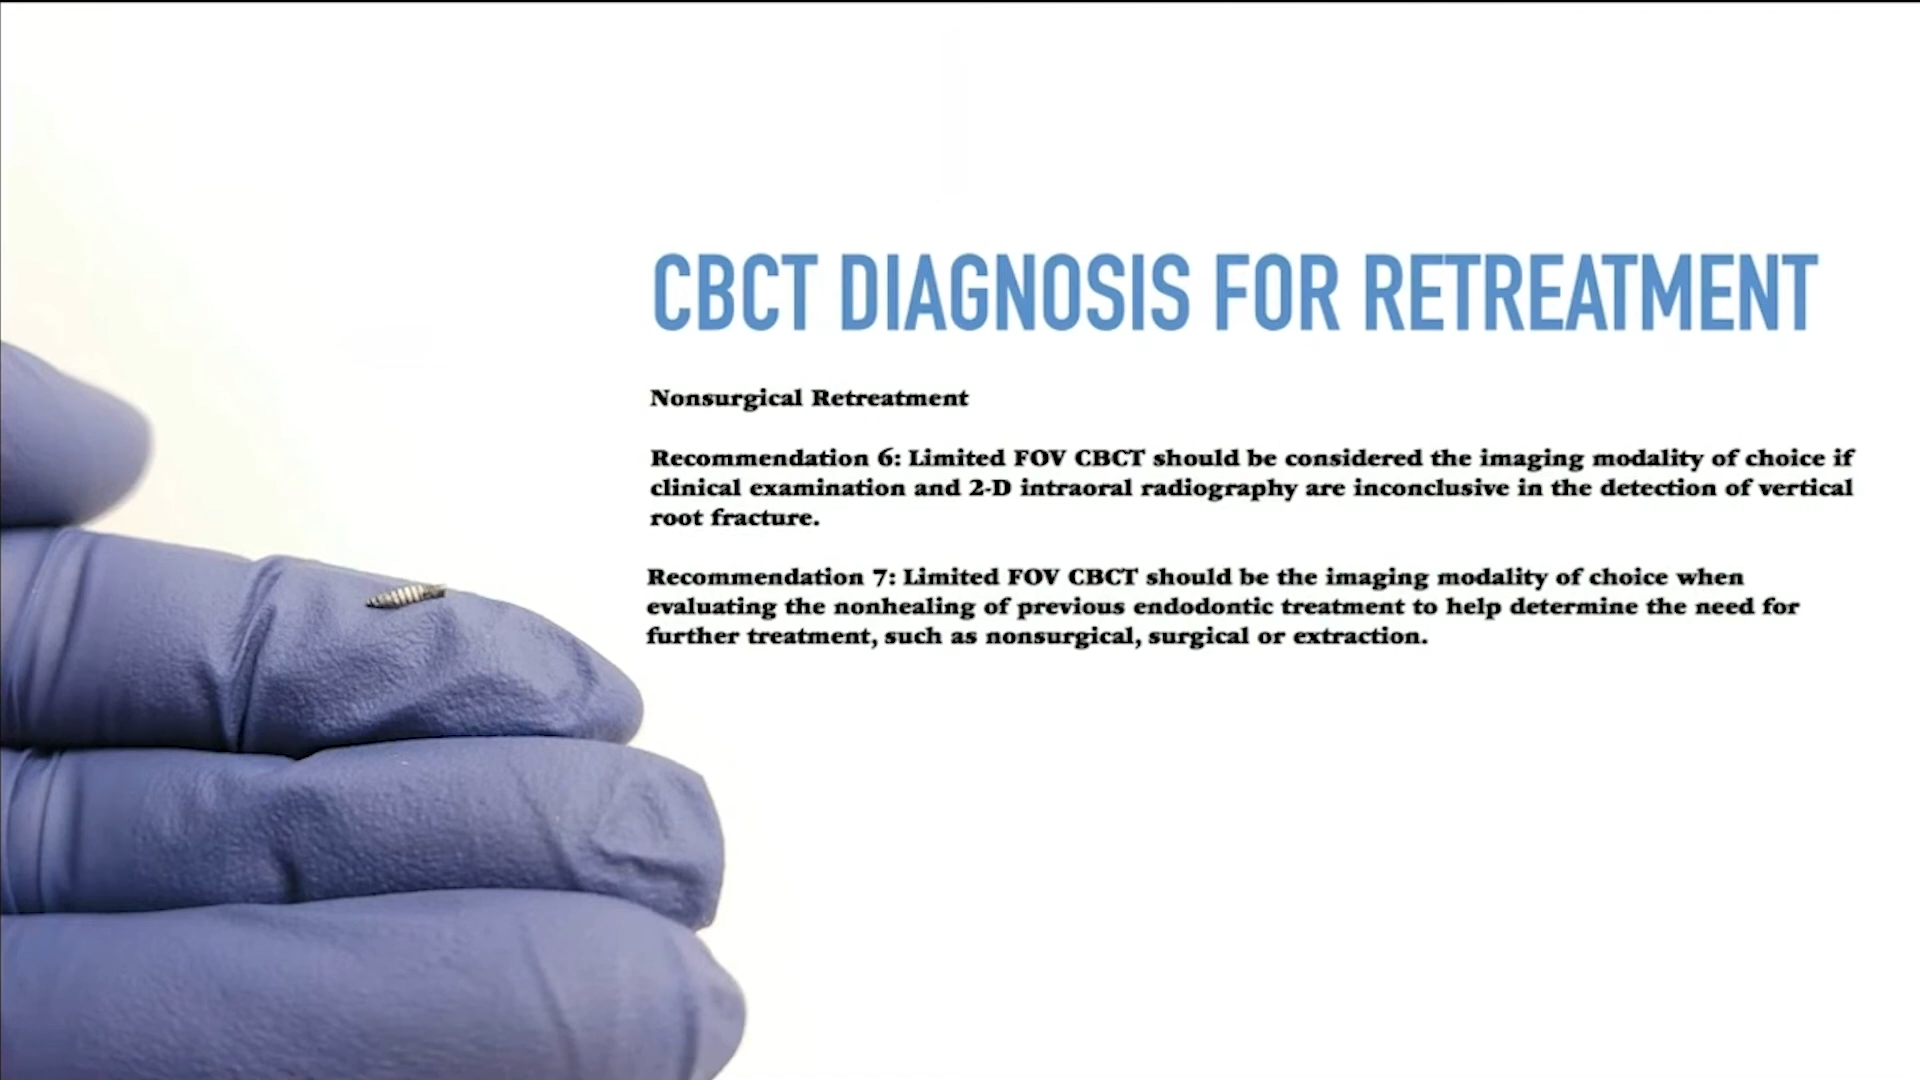 CBCT DIAGNOSIS FOR RETREATMENT
Nonsurgical Retreatment
Recommendation 6: Limited FOV CBCT should be considered the imaging modality of choice if
clinical examination and 2-D intraoral radiography are inconclusive in the detection of vertical
root fracture.
Recommendation 7: Limited FOV CBCT should be the imaging modality of choice when
evaluating the nonhealing of previous endodontic treatment to help determine the need for
further treatment, such as nonsurgical, surgical or extraction.